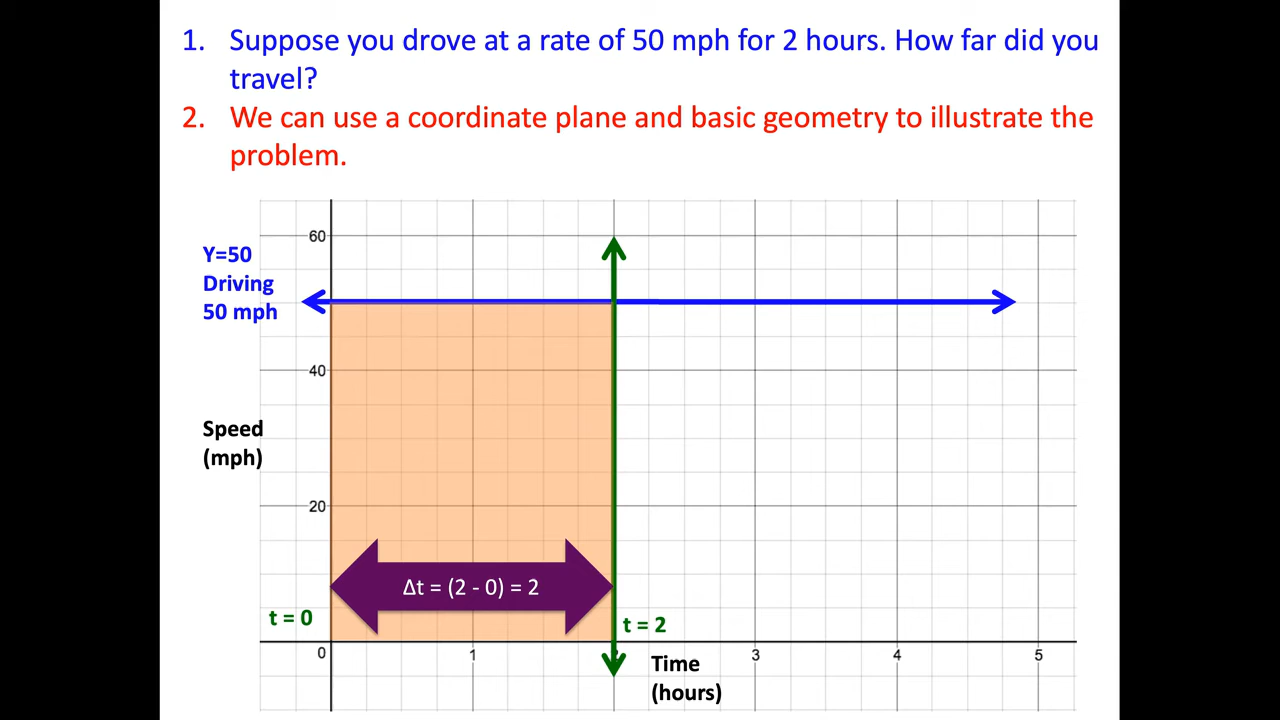 1. Suppose you drove at a rate of 50 mph for 2 hours. How far did you
travel?
2. We can use a coordinate plane and basic geometry to illustrate the
problem.
60
Y=50
Driving
50 mph
40
Speed
(mph)
20
Δt = (2 - 0) = 2
t = 0
t = 2
0
1
3
4
5
Time
(hours)